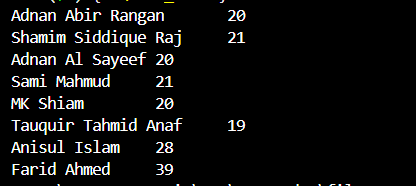 Adnan Abir Rangan 20
Shamim Siddique Raj 21
Adnan Al Sayeef 20
Sami Mahmud 21
MK Shiam 20
Tauquir Tahmid Anaf 19
Anisul Islam 28
Farid Ahmed 39